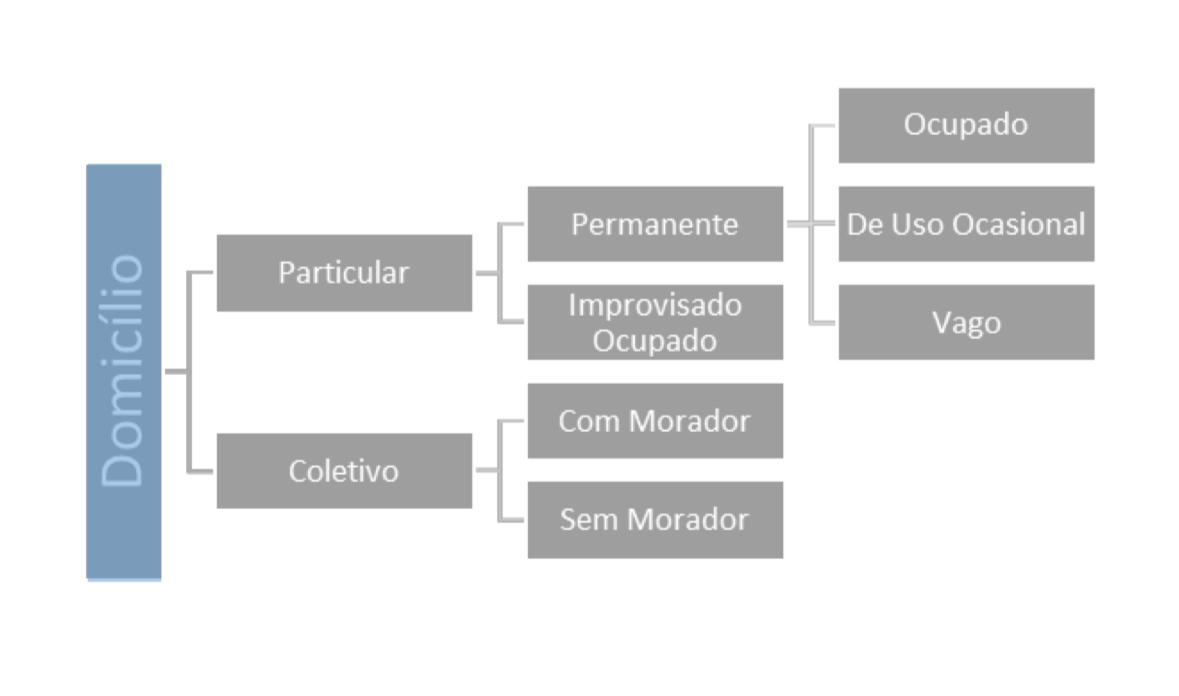 Domicílio
Particular
Permanente
Ocupado
De Uso Ocasional
Vago
Improvisado
Ocupado
Coletivo
Com Morador
Sem Morador